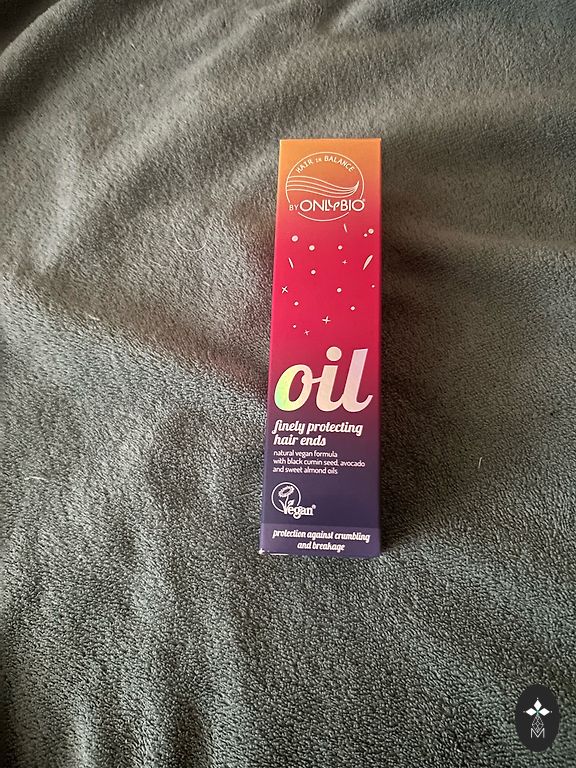 HAIR in BALANCE
BY ONLYBIO®
oil
finely protecting
hair ends
natural vegan formula
with black cumin seed, avocado
and sweet almond oils
Vegan®
protection against crumbling
and breakage
M